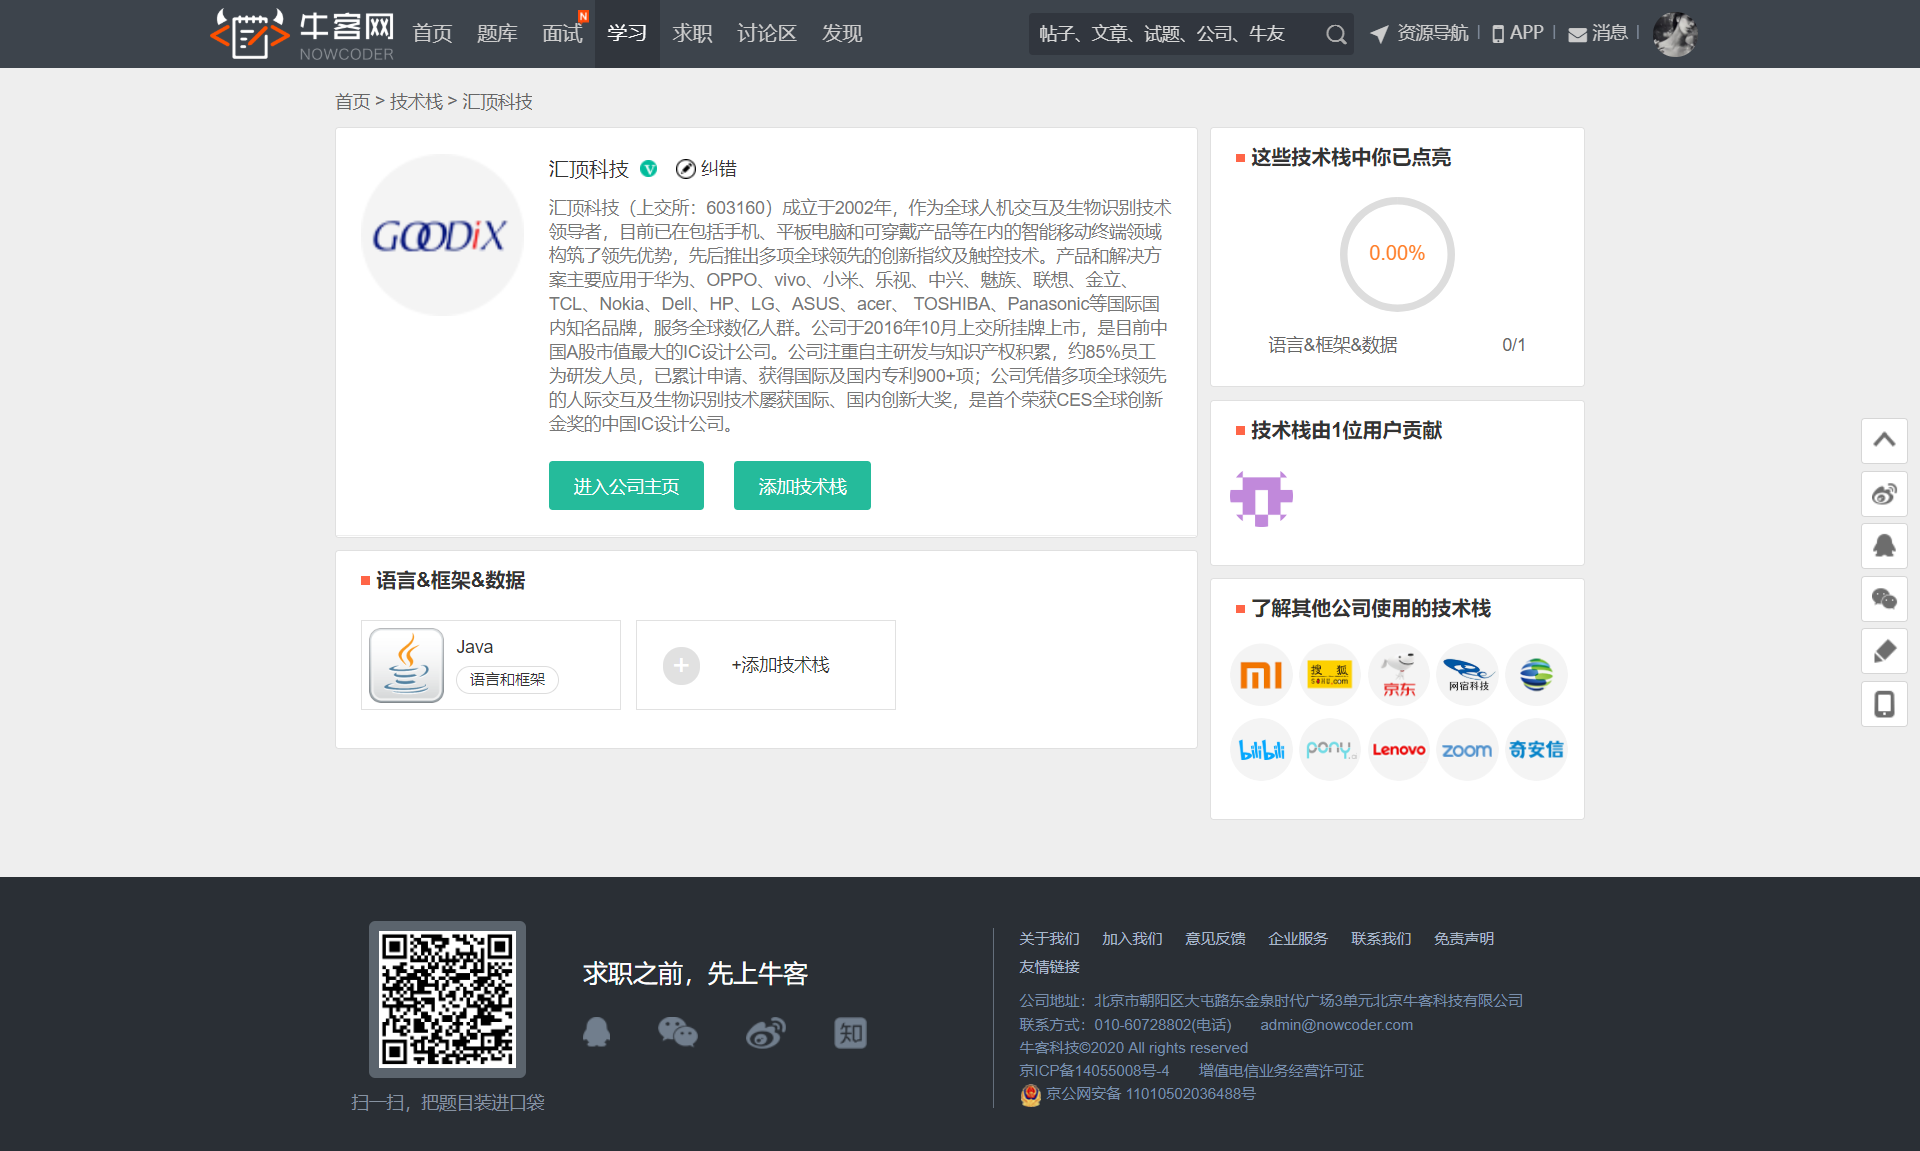 牛客网
NOWCODER
首页 题库 面试 N 学习 求职 讨论区 发现
帖子、文章、试题、公司、牛友
资源导航 APP 消息
首页 > 技术栈 > 汇顶科技
GOODiX
汇顶科技 V 纠错
汇顶科技（上交所：603160）成立于2002年，作为全球人机交互及生物识别技术
领导者，目前已在包括手机、平板电脑和可穿戴产品等在内的智能移动终端领域
构筑了领先优势，先后推出多项全球领先的创新指纹及触控技术。产品和解决方
案主要应用于华为、OPPO、vivo、小米、乐视、中兴、魅族、联想、金立、
TCL、Nokia、Dell、HP、LG、ASUS、acer、 TOSHIBA、Panasonic等国际国
内知名品牌，服务全球数亿人群。公司于2016年10月上交所挂牌上市，是目前中
国A股市值最大的IC设计公司。公司注重自主研发与知识产权积累，约85%员工
为研发人员，已累计申请、获得国际及国内专利900+项；公司凭借多项全球领先
的人际交互及生物识别技术屡获国际、国内创新大奖，是首个荣获CES全球创新
金奖的中国IC设计公司。
进入公司主页 添加技术栈
语言&框架&数据
Java
语言和框架
+添加技术栈
这些技术栈中你已点亮
0.00%
语言&框架&数据 0/1
技术栈由1位用户贡献
了解其他公司使用的技术栈
搜狐
SOHU.com
京东
网宿科技
bilibili pony.ai Lenovo zoom 奇安信
求职之前，先上牛客
知
扫一扫，把题目装进口袋
关于我们 加入我们 意见反馈 企业服务 联系我们 免责声明
友情链接
公司地址：北京市朝阳区大屯路东金泉时代广场3单元北京牛客科技有限公司
联系方式：010-60728802(电话) admin@nowcoder.com
牛客科技©2020 All rights reserved
京ICP备14055008号-4 增值电信业务经营许可证
京公网安备 11010502036488号